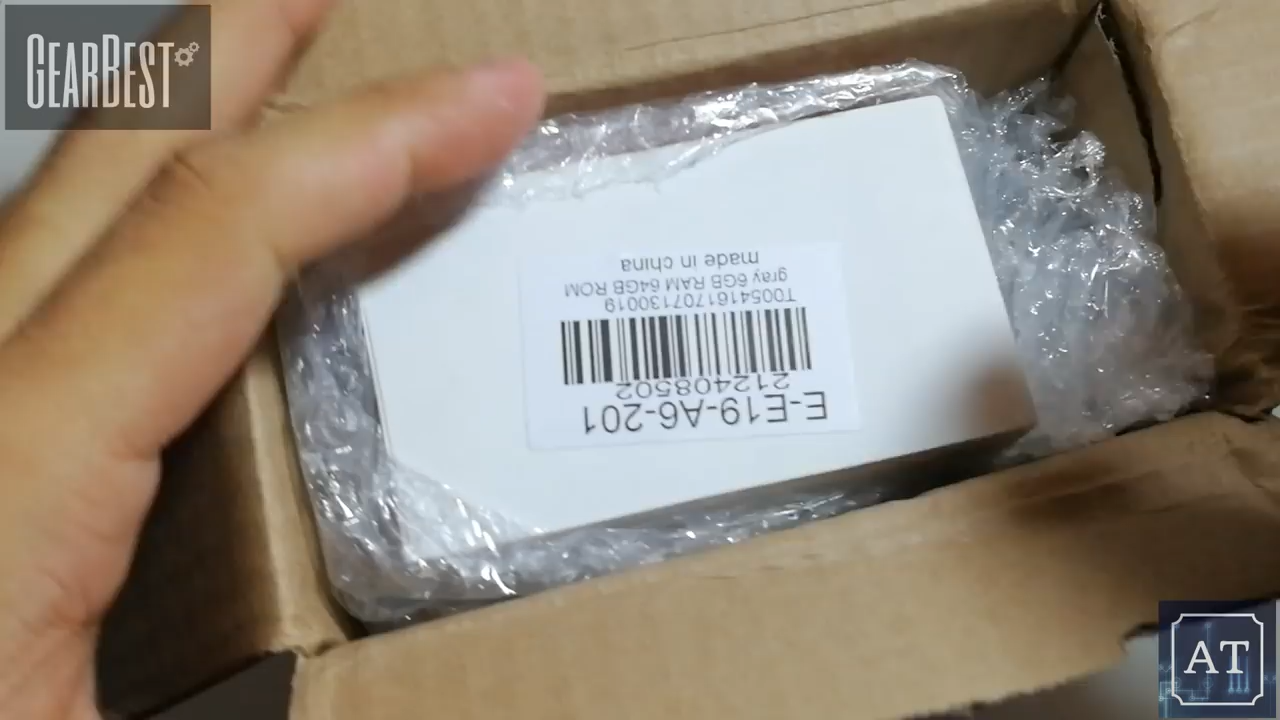 GEARBEST
E-E19-A6-201
212408502
T0054161707130019
gray 6GB RAM 64GB ROM
made in china
AT